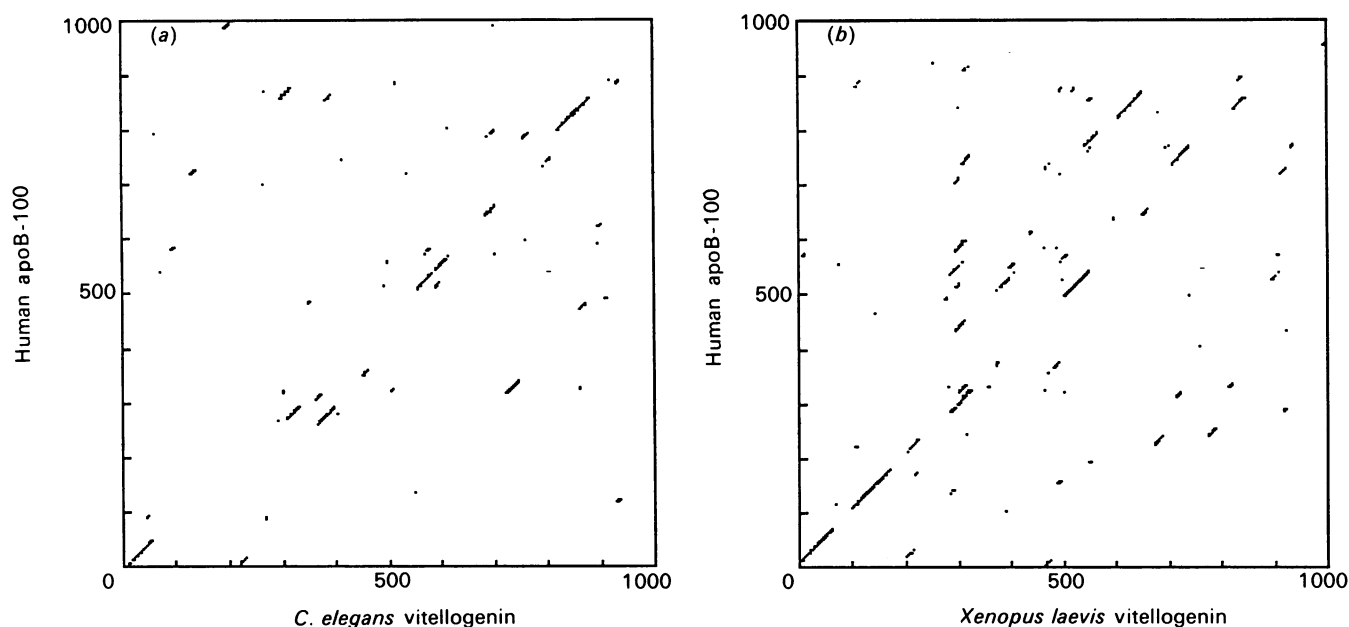 (a)
1000
500
0
500
1000
Human apoB-100
C. elegans vitellogenin
(b)
1000
500
0
500
1000
Human apoB-100
Xenopus laevis vitellogenin